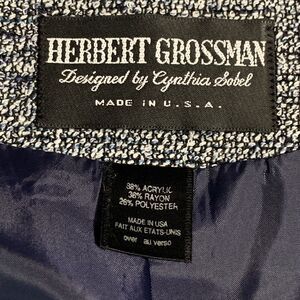 HERBERT GROSSMAN
Designed by Cynthia Sobel
MADE IN U.S.A.
38% ACRYLIC
36% RAYON
26% POLYESTER
MADE IN USA
FAIT AUX ETATS-UNIS
over au verso